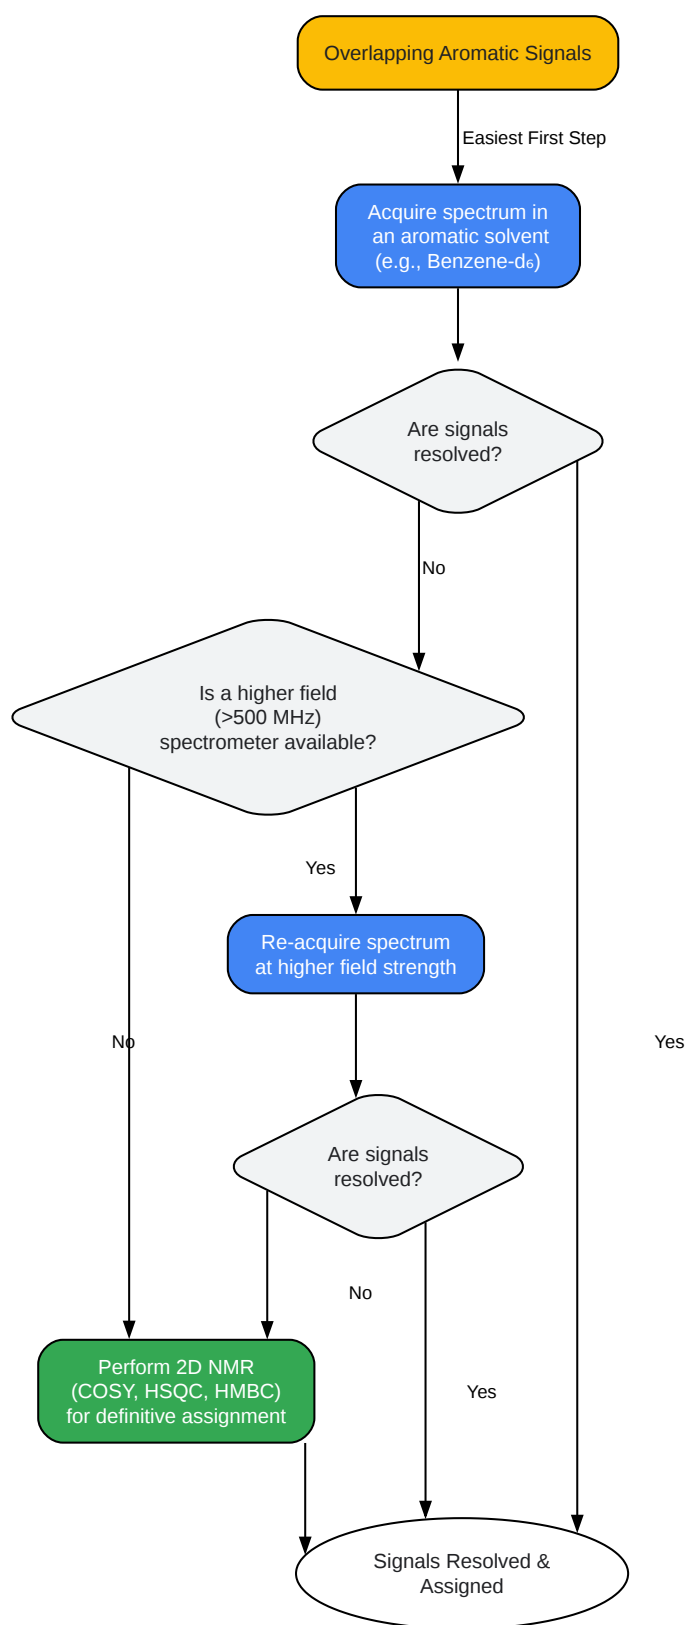 Overlapping Aromatic Signals
Easiest First Step
Acquire spectrum in
an aromatic solvent
(e.g., Benzene-d₆)
Are signals
resolved?
No
Is a higher field
(>500 MHz)
spectrometer available?
Yes
Re-acquire spectrum
at higher field strength
No
Yes
Are signals
resolved?
No
Perform 2D NMR
(COSY, HSQC, HMBC)
for definitive assignment
Yes
Signals Resolved &
Assigned